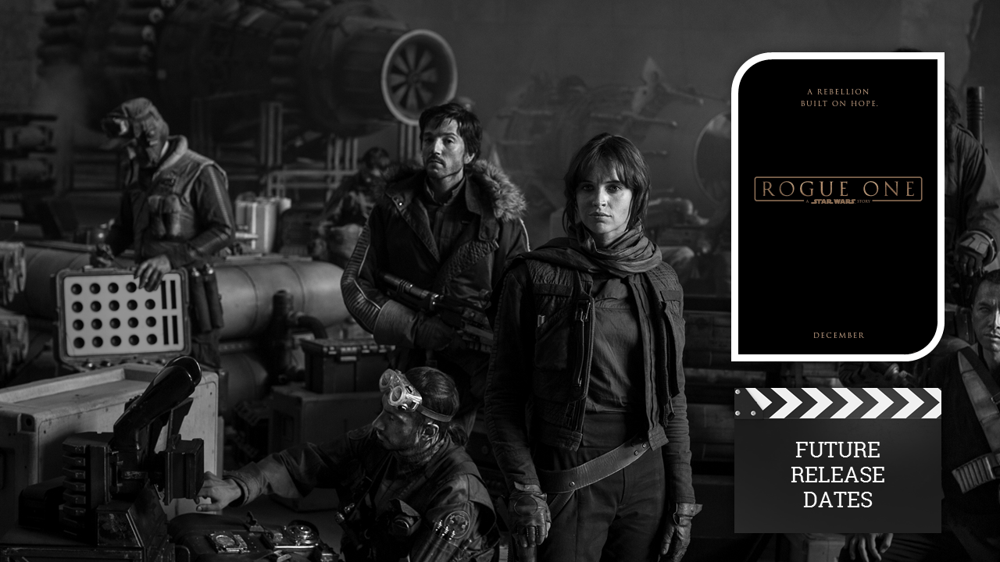 A REBELLION
BUILT ON HOPE.
ROGUE ONE
A STAR WARS STORY
DECEMBER
FUTURE
RELEASE
DATES